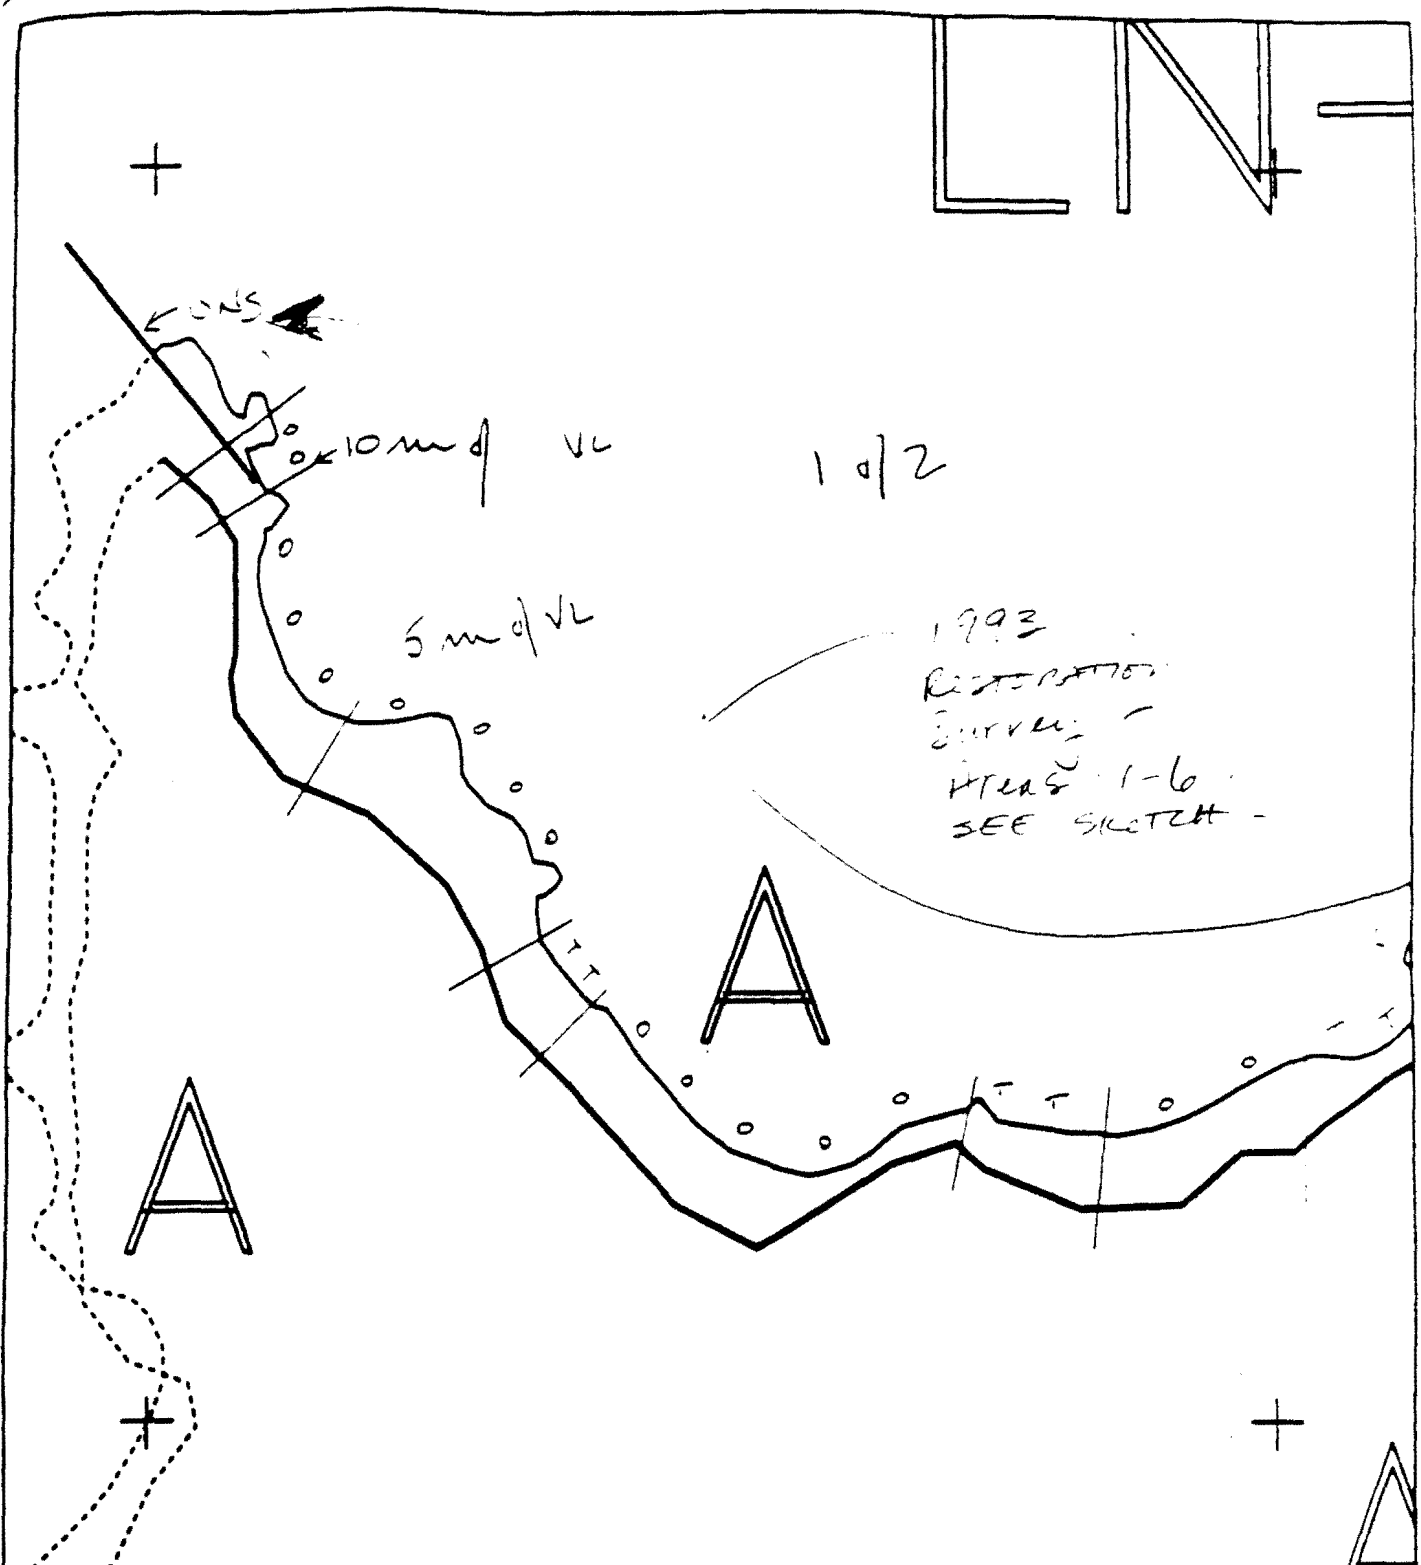 LN-
UNS
10 m of VL
1 of 2
5 m of VL
1993
RESTORATION
Survey -
Areas 1-6
SEE SKETCH -
A
T T
T T
T
A
A